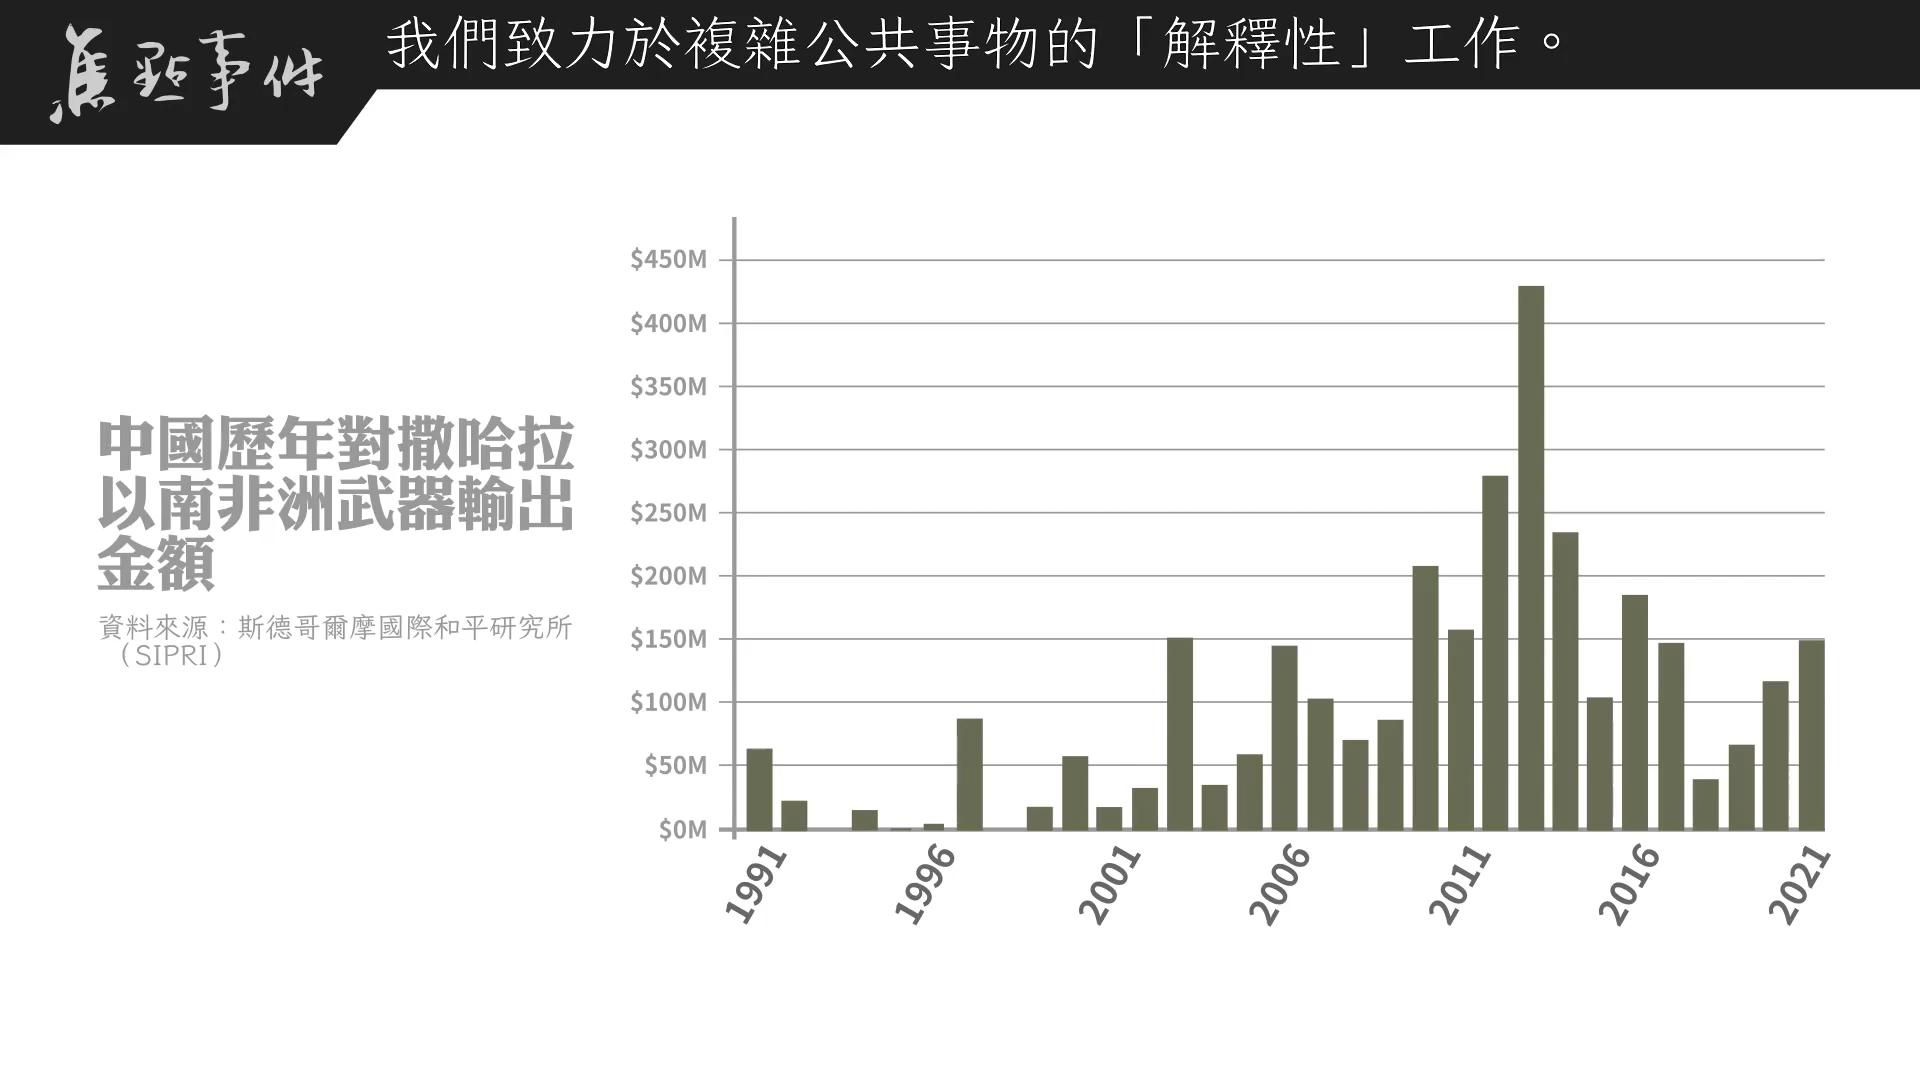 焦點事件
我們致力於複雜公共事物的「解釋性」工作。
中國歷年對撒哈拉
以南非洲武器輸出
金額
資料來源：斯德哥爾摩國際和平研究所
（SIPRI）
$450M
$400M
$350M
$300M
$250M
$200M
$150M
$100M
$50M
$0M
1991
1996
2001
2006
2011
2016
2021